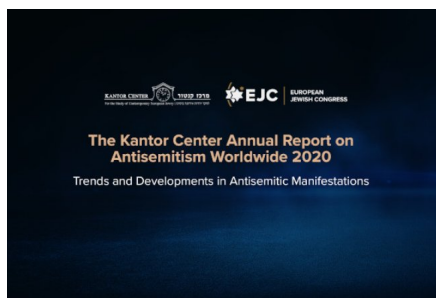 KANTOR CENTER
מרכז קנטור
EJC
EUROPEAN
JEWISH CONGRESS
The Kantor Center Annual Report on
Antisemitism Worldwide 2020
Trends and Developments in Antisemitic Manifestations